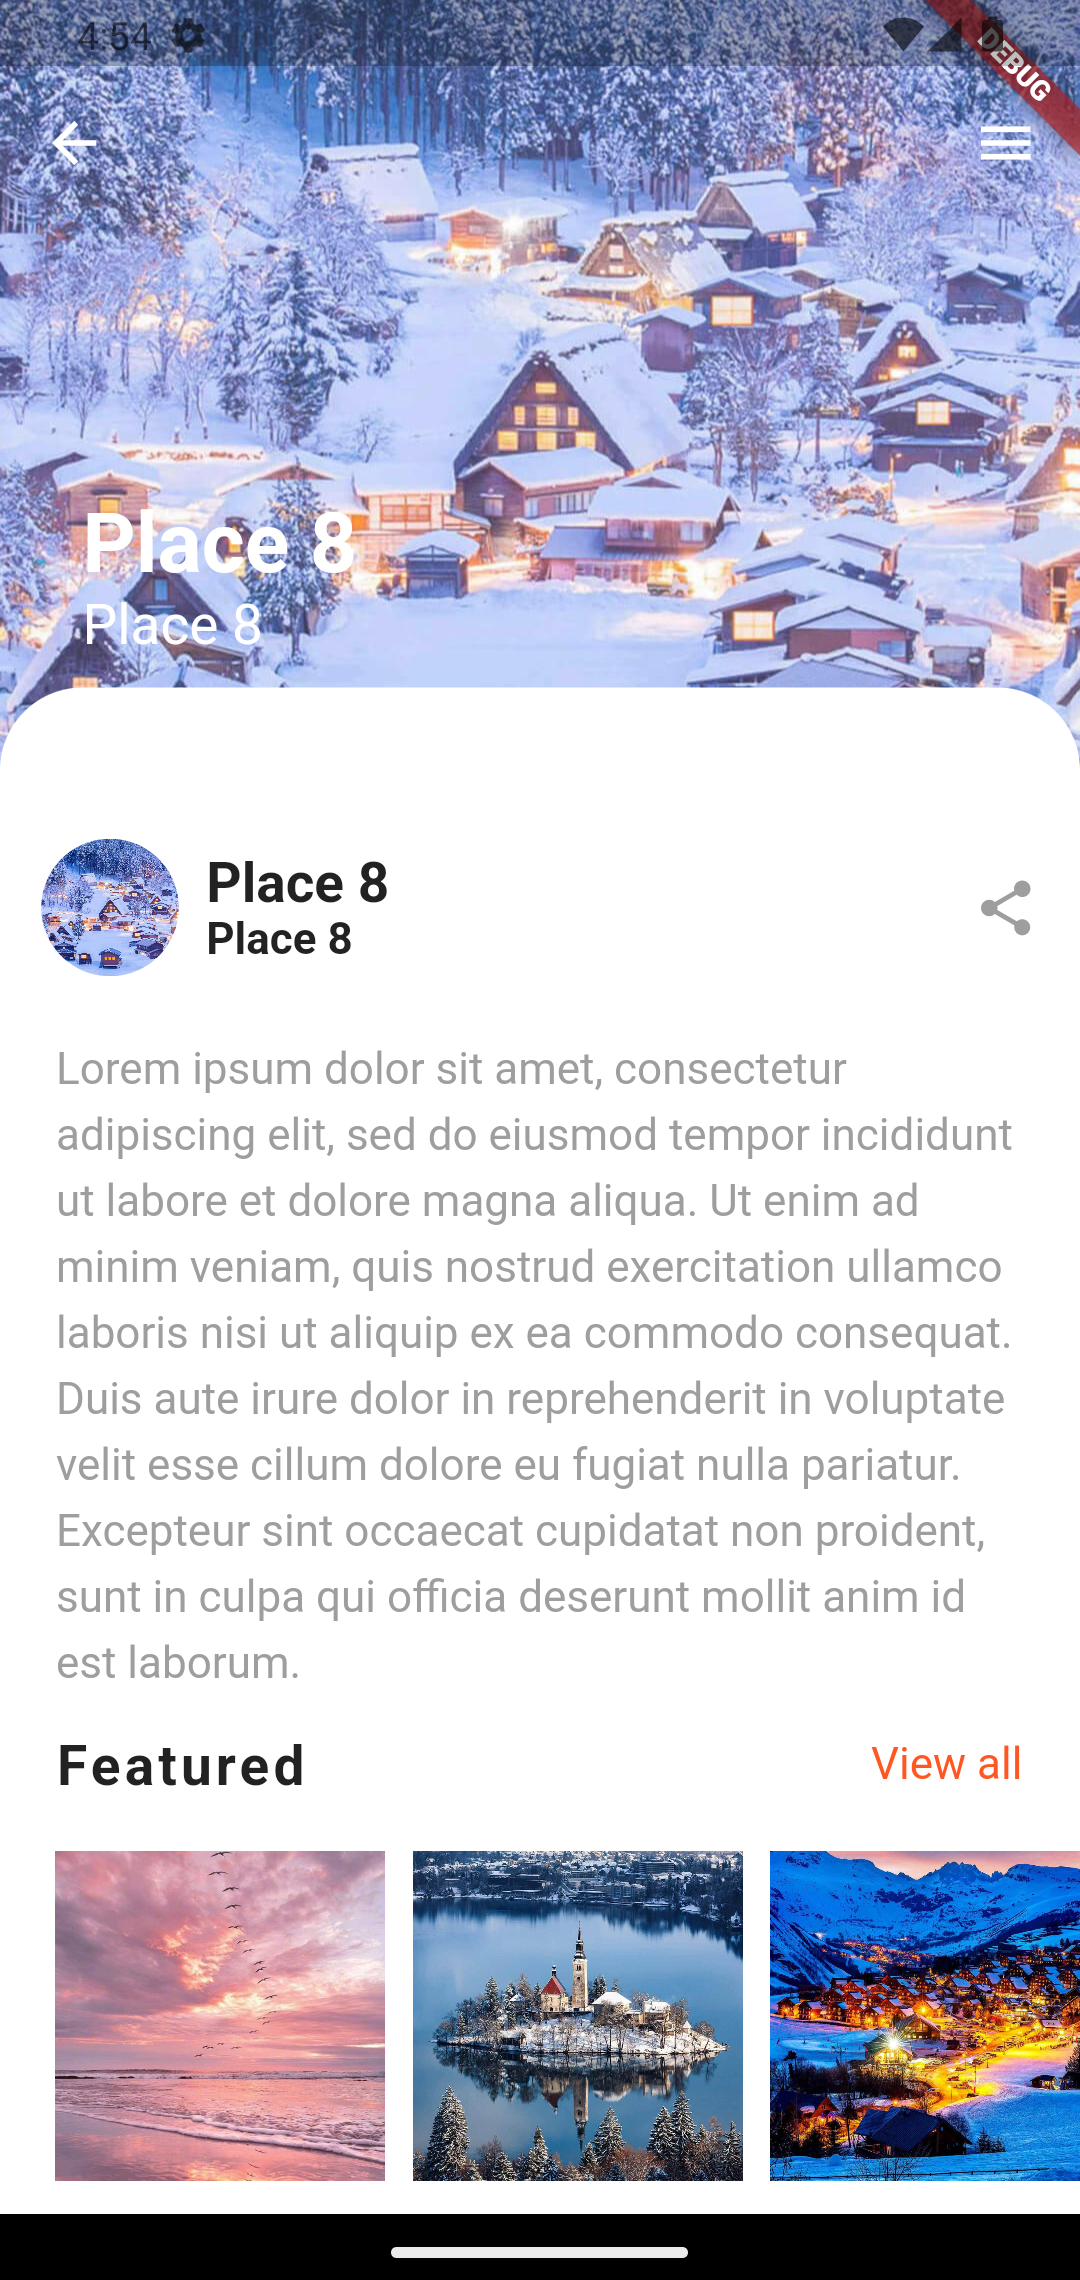 4:54
DEBUG
Place 8
Place 8
Place 8
Place 8
Lorem ipsum dolor sit amet, consectetur
adipiscing elit, sed do eiusmod tempor incididunt
ut labore et dolore magna aliqua. Ut enim ad
minim veniam, quis nostrud exercitation ullamco
laboris nisi ut aliquip ex ea commodo consequat.
Duis aute irure dolor in reprehenderit in voluptate
velit esse cillum dolore eu fugiat nulla pariatur.
Excepteur sint occaecat cupidatat non proident,
sunt in culpa qui officia deserunt mollit anim id
est laborum.
Featured
View all